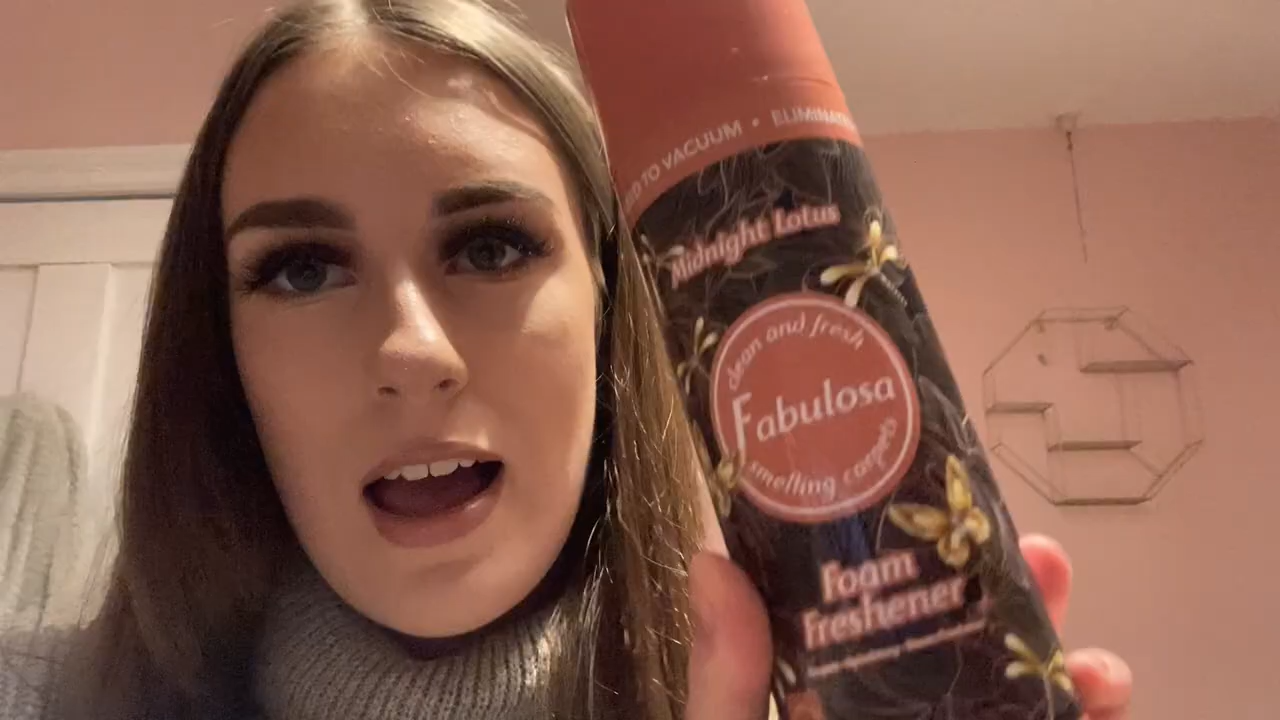 TO VACUUM • ELIMINATE
Midnight Lotus
clean and fresh
Fabulosa
smelling carpets
Foam
Freshener